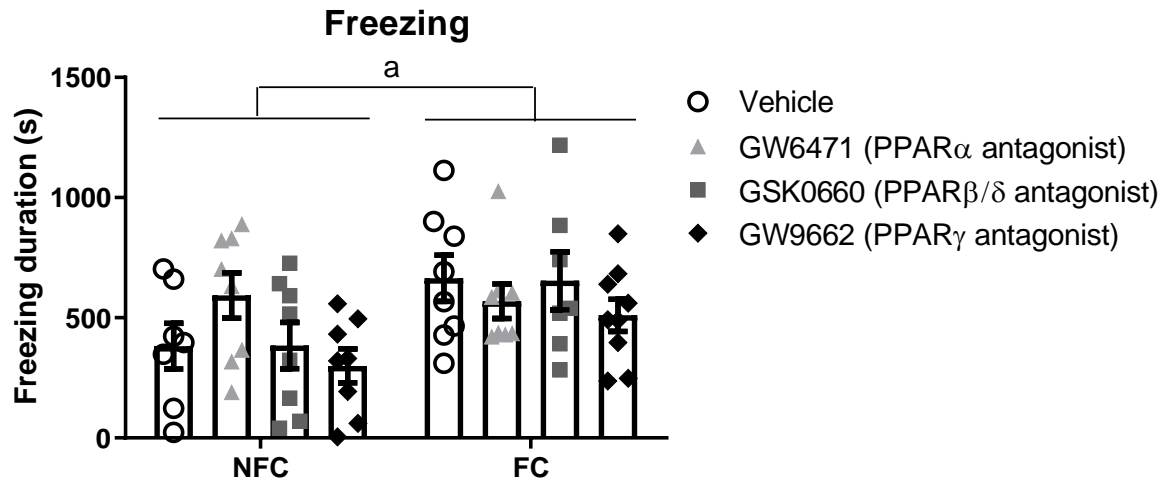 Freezing
a
1500
1000
500
0
Freezing duration (s)
NFC
FC
Vehicle
GW6471 (PPARα antagonist)
GSK0660 (PPARβ/δ antagonist)
GW9662 (PPARγ antagonist)